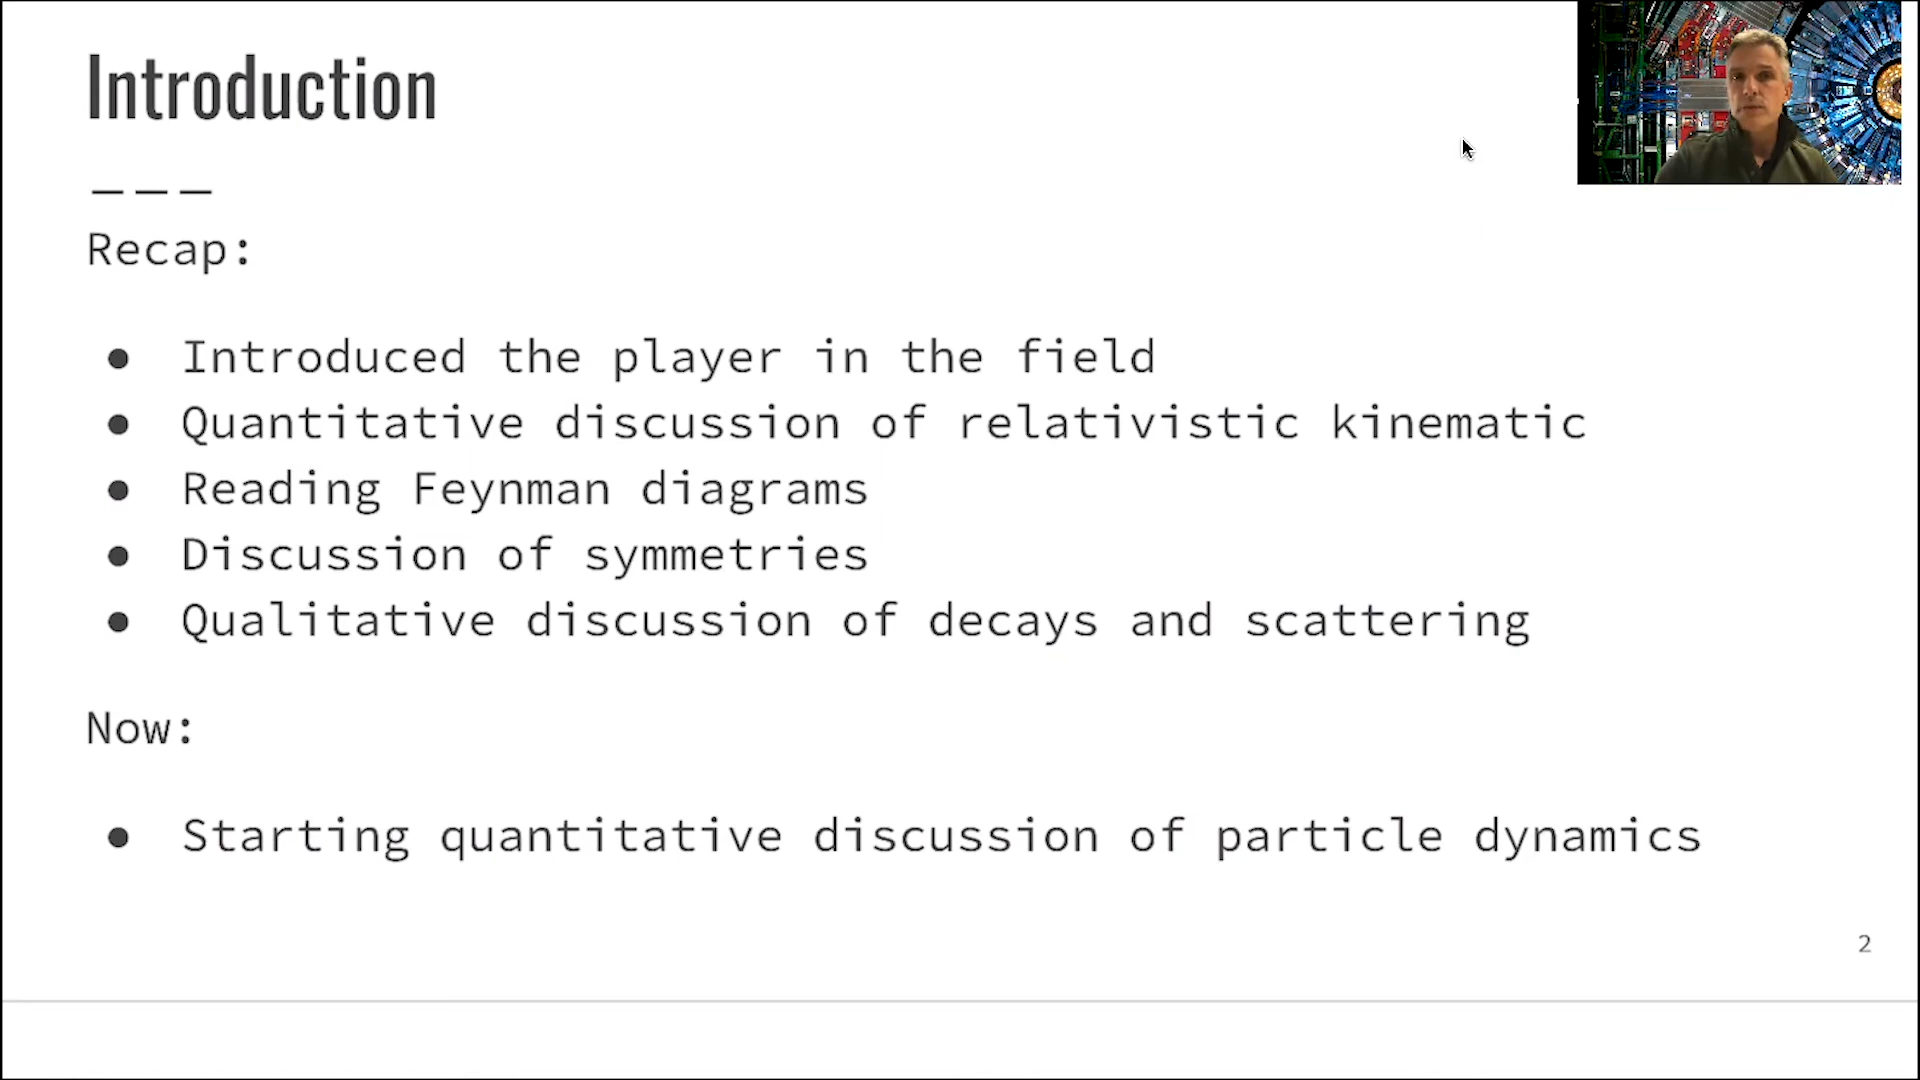 Introduction
Recap:
● Introduced the player in the field
● Quantitative discussion of relativistic kinematic
● Reading Feynman diagrams
● Discussion of symmetries
● Qualitative discussion of decays and scattering
Now:
● Starting quantitative discussion of particle dynamics
2